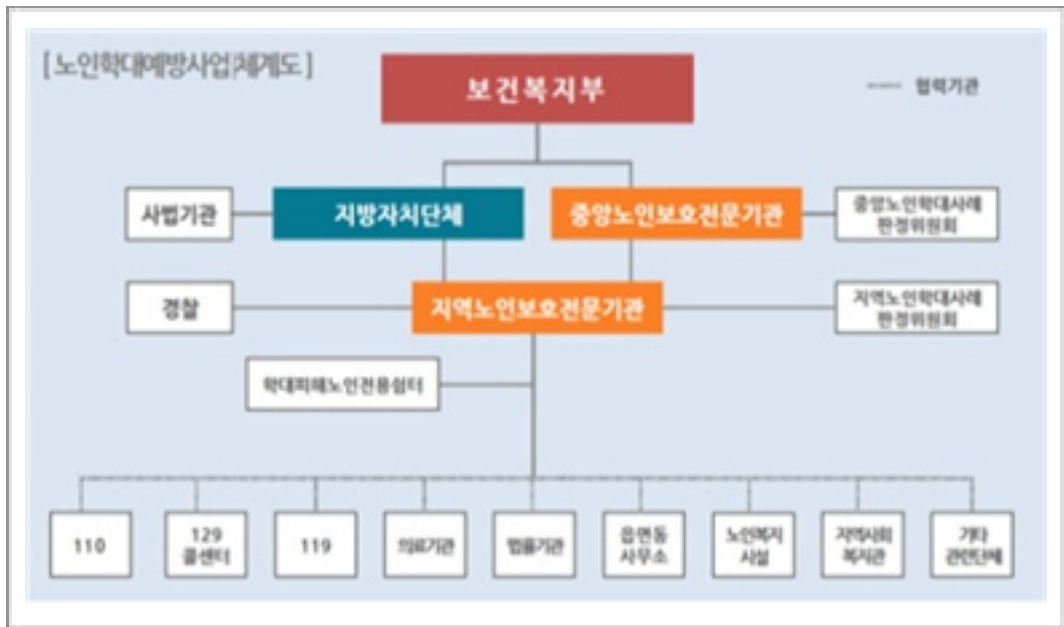 [ 노인학대예방사업체계도 ]
보건복지부
협력기관
사법기관
지방자치단체
중앙노인보호전문기관
중앙노인학대사례
판정위원회
경찰
지역노인보호전문기관
지역노인학대사례
판정위원회
학대피해노인전용쉼터
110
129
콜센터
119
의료기관
법률기관
읍면동
사무소
노인복지
시설
지역사회
복지관
기타
관련단체